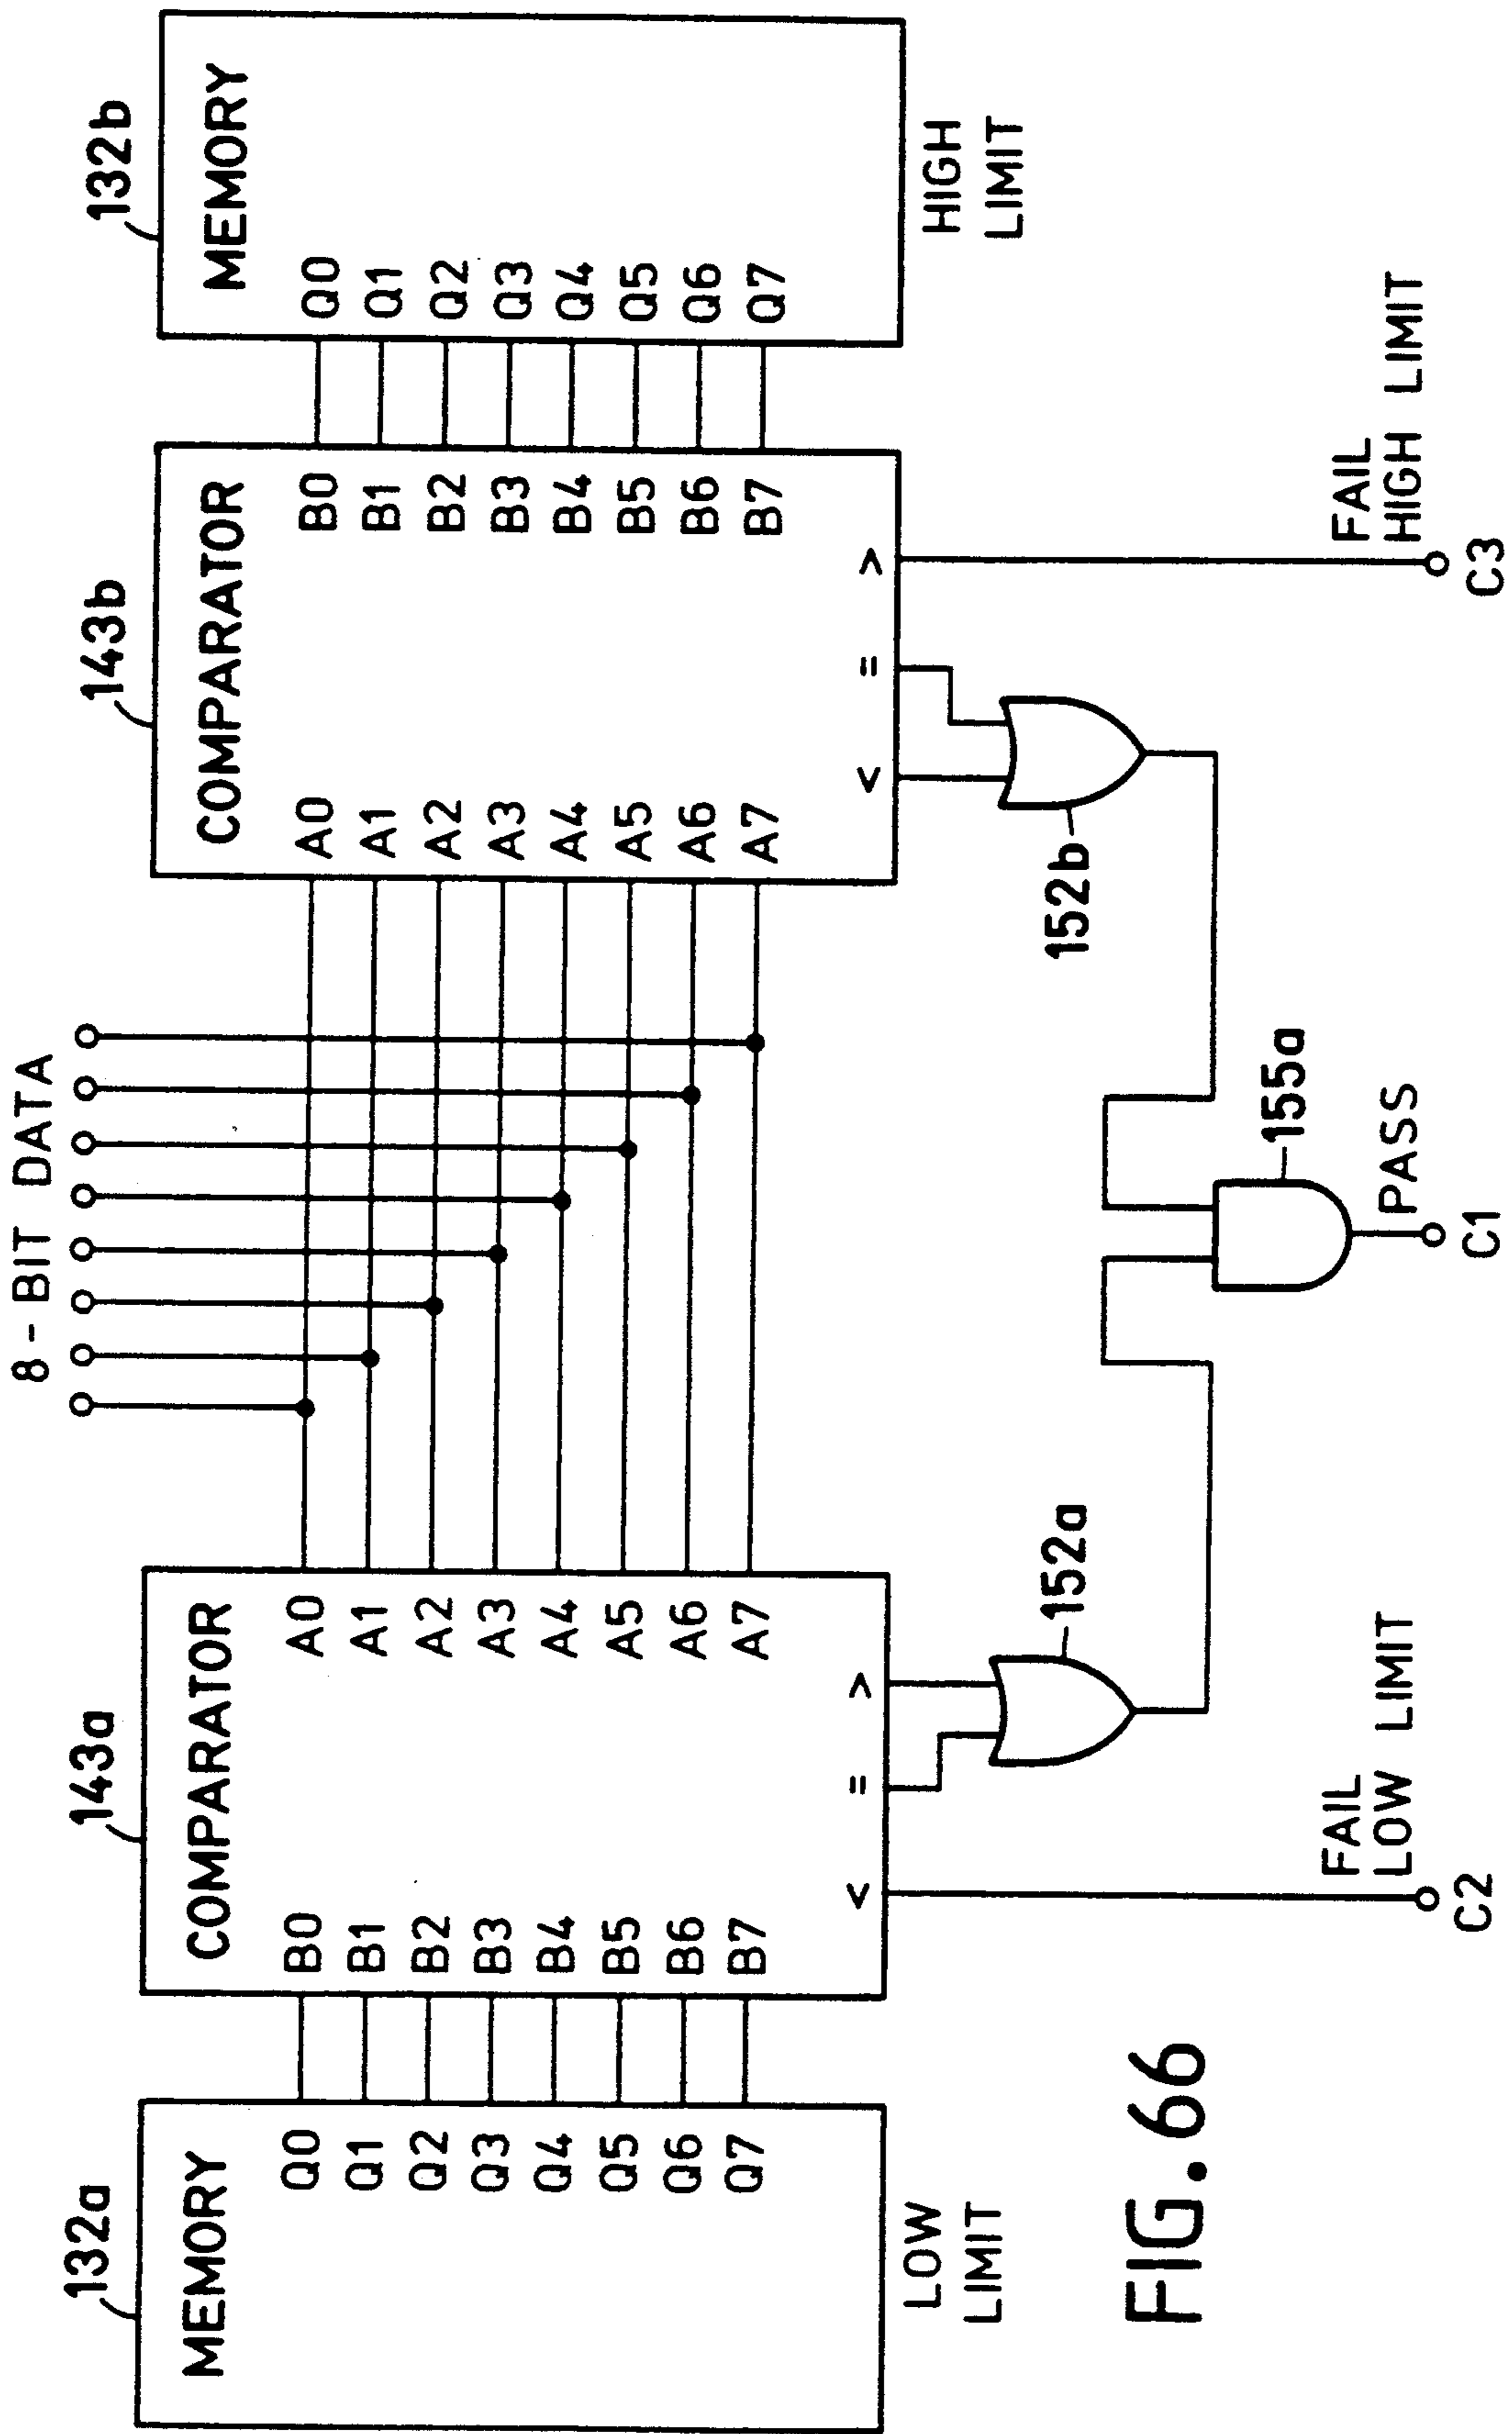 8-BIT DATA
132a
143a
143b
132b
MEMORY
COMPARATOR
COMPARATOR
MEMORY
Q0 B0 A0 A0 B0 Q0
Q1 B1 A1 A1 B1 Q1
Q2 B2 A2 A2 B2 Q2
Q3 B3 A3 A3 B3 Q3
Q4 B4 A4 A4 B4 Q4
Q5 B5 A5 A5 B5 Q5
Q6 B6 A6 A6 B6 Q6
Q7 B7 A7 A7 B7 Q7
< = >
< = >
LOW
LIMIT
HIGH
LIMIT
152a
152b
155a
FIG.66
FAIL
LOW LIMIT
C2
PASS
C1
FAIL
HIGH LIMIT
C3